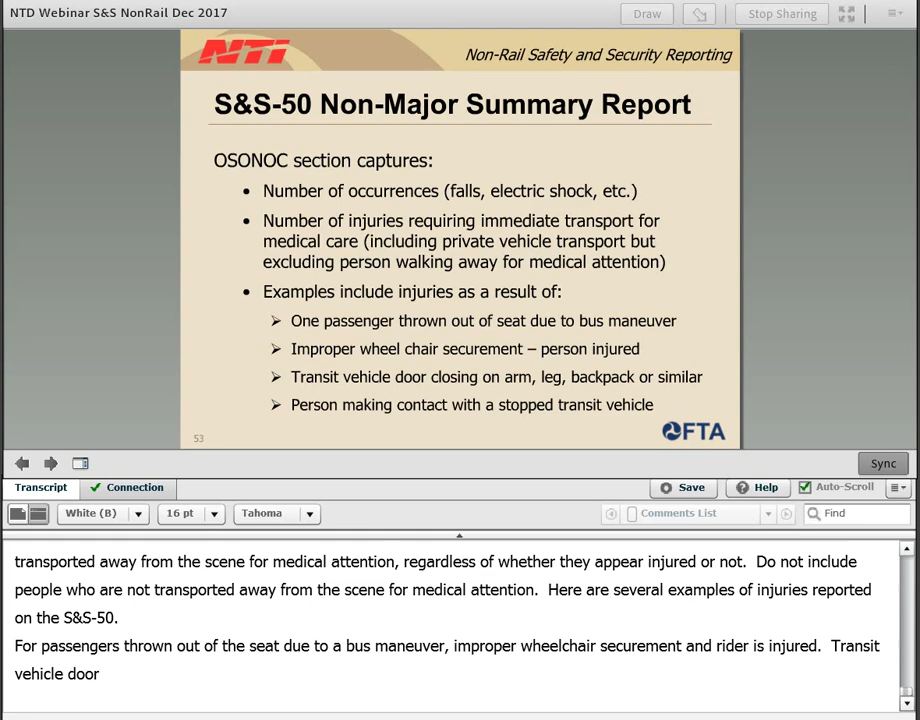 NTD Webinar S&S NonRail Dec 2017
Draw
Stop Sharing
NTI
Non-Rail Safety and Security Reporting
S&S-50 Non-Major Summary Report
OSONOC section captures:
• Number of occurrences (falls, electric shock, etc.)
• Number of injuries requiring immediate transport for
medical care (including private vehicle transport but
excluding person walking away for medical attention)
• Examples include injuries as a result of:
➢ One passenger thrown out of seat due to bus maneuver
➢ Improper wheel chair securement – person injured
➢ Transit vehicle door closing on arm, leg, backpack or similar
➢ Person making contact with a stopped transit vehicle
53
FTA
Sync
Transcript
Connection
Save
Help
Auto-Scroll
White (B)
16 pt
Tahoma
Comments List
Find
transported away from the scene for medical attention, regardless of whether they appear injured or not.  Do not include
people who are not transported away from the scene for medical attention.  Here are several examples of injuries reported
on the S&S-50.
For passengers thrown out of the seat due to a bus maneuver, improper wheelchair securement and rider is injured.  Transit
vehicle door